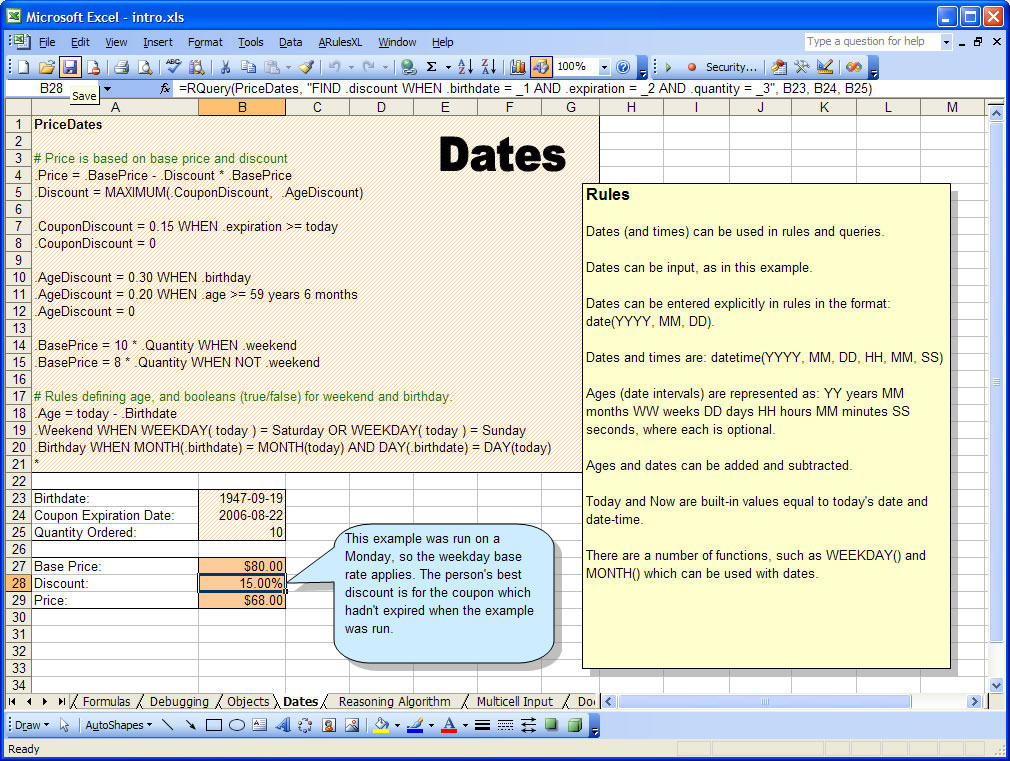 Microsoft Excel - intro.xls
File Edit View Insert Format Tools Data ARulesXL Window Help
Type a question for help
100% Security...
B28 fx =RQuery(PriceDates, "FIND .discount WHEN .birthdate = _1 AND .expiration = _2 AND .quantity = _3", B23, B24, B25)
Save
A B C D E F G H I J K L M
1 PriceDates
2
Dates
3 # Price is based on base price and discount
4 .Price = .BasePrice - .Discount * .BasePrice
5 .Discount = MAXIMUM(.CouponDiscount, .AgeDiscount)
6
7 .CouponDiscount = 0.15 WHEN .expiration >= today
8 .CouponDiscount = 0
9
10 .AgeDiscount = 0.30 WHEN .birthday
11 .AgeDiscount = 0.20 WHEN .age >= 59 years 6 months
12 .AgeDiscount = 0
13
14 .BasePrice = 10 * .Quantity WHEN .weekend
15 .BasePrice = 8 * .Quantity WHEN NOT .weekend
16
17 # Rules defining age, and booleans (true/false) for weekend and birthday.
18 .Age = today - .Birthdate
19 .Weekend WHEN WEEKDAY( today ) = Saturday OR WEEKDAY( today ) = Sunday
20 .Birthday WHEN MONTH(.birthdate) = MONTH(today) AND DAY(.birthdate) = DAY(today)
21 *
22
23 Birthdate: 1947-09-19
24 Coupon Expiration Date: 2006-08-22
25 Quantity Ordered: 10
26
27 Base Price: $80.00
28 Discount: 15.00%
29 Price: $68.00
30
31
32
33
34
Rules
Dates (and times) can be used in rules and queries.
Dates can be input, as in this example.
Dates can be entered explicitly in rules in the format:
date(YYYY, MM, DD).
Dates and times are: datetime(YYYY, MM, DD, HH, MM, SS)
Ages (date intervals) are represented as: YY years MM
months WW weeks DD days HH hours MM minutes SS
seconds, where each is optional.
Ages and dates can be added and subtracted.
Today and Now are built-in values equal to today's date and
date-time.
There are a number of functions, such as WEEKDAY() and
MONTH() which can be used with dates.
This example was run on a
Monday, so the weekday base
rate applies. The person's best
discount is for the coupon which
hadn't expired when the example
was run.
Formulas Debugging Objects Dates Reasoning Algorithm Multicell Input Do
Draw AutoShapes
Ready